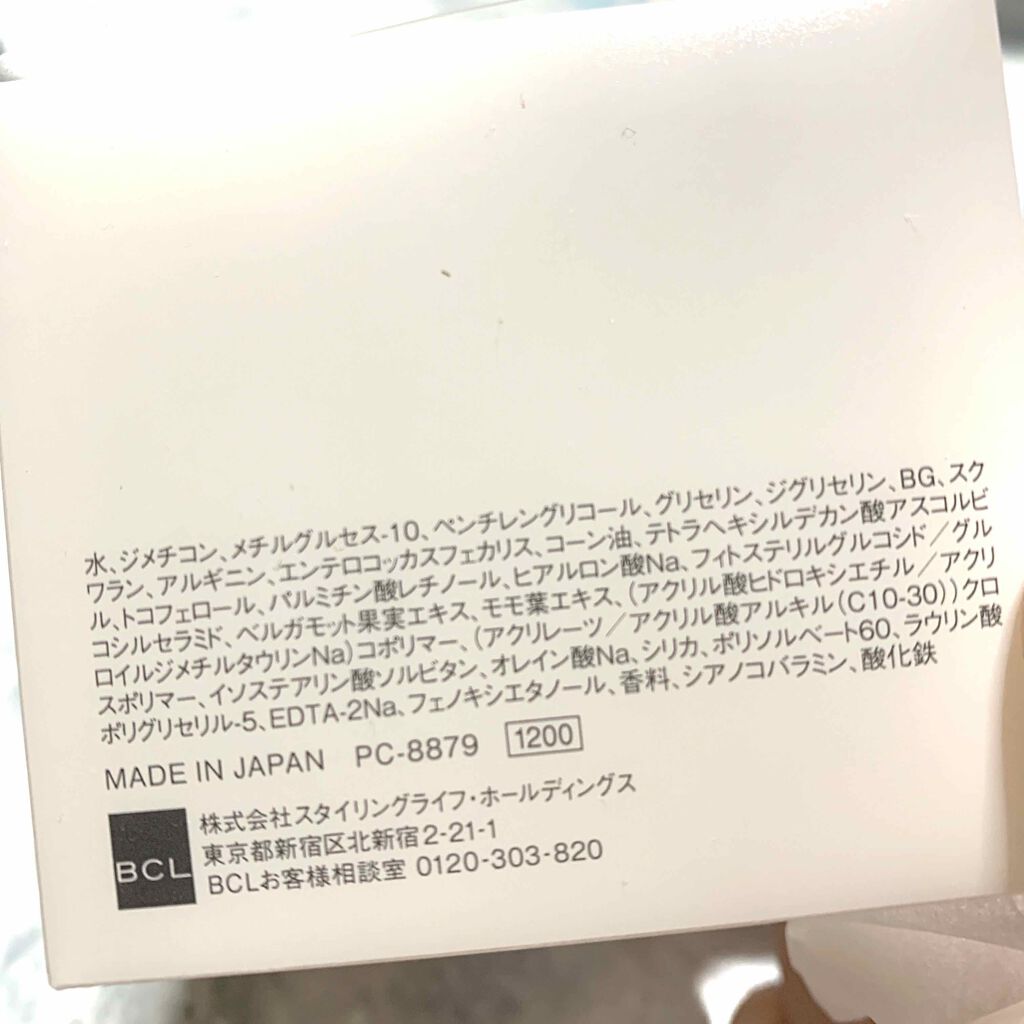 水、ジメチコン、メチルグルセス-10、ペンチレングリコール、グリセリン、ジグリセリン、BG、スク
ワラン、アルギニン、エンテロコッカスフェカリス、コーン油、テトラヘキシルデカン酸アスコルビ
ル、トコフェロール、パルミチン酸レチノール、ヒアルロン酸Na、フィトステリルグルコシド／グル
コシルセラミド、ベルガモット果実エキス、モモ葉エキス、(アクリル酸ヒドロキシエチル／アクリ
ロイルジメチルタウリンNa)コポリマー、(アクリレーツ／アクリル酸アルキル(C10-30))クロ
スポリマー、イソステアリン酸ソルビタン、オレイン酸Na、シリカ、ポリソルベート60、ラウリン酸
ポリグリセリル-5、EDTA-2Na、フェノキシエタノール、香料、シアノコバラミン、酸化鉄
MADE IN JAPAN PC-8879 1200
BCL
株式会社スタイリングライフ・ホールディングス
東京都新宿区北新宿2-21-1
BCLお客様相談室 0120-303-820